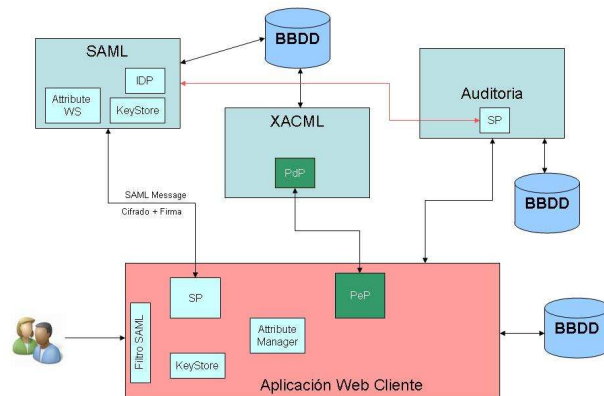 SAML
IDP
Attribute
WS
KeyStore
BBDD
XACML
PdP
Auditoria
SP
BBDD
SAML Message
Cifrado + Firma
Filtro SAML
SP
KeyStore
Attribute
Manager
PeP
Aplicación Web Cliente
BBDD